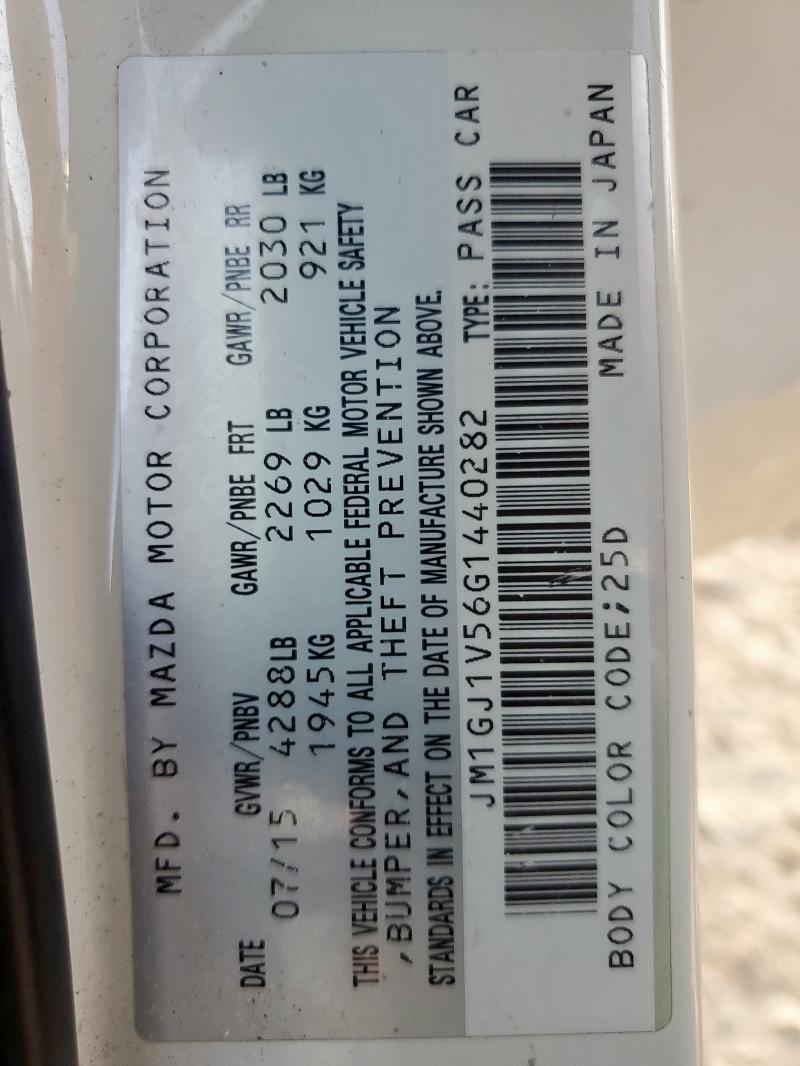 MFD. BY MAZDA MOTOR CORPORATION
DATE GVWR/PNBV GAWR/PNBE FRT GAWR/PNBE RR
07/15 4288LB 2269 LB 2030 LB
1945KG 1029 KG 921 KG
THIS VEHICLE CONFORMS TO ALL APPLICABLE FEDERAL MOTOR VEHICLE SAFETY
,BUMPER,AND THEFT PREVENTION
STANDARDS IN EFFECT ON THE DATE OF MANUFACTURE SHOWN ABOVE.
JM1GJ1V56G1440282 TYPE: PASS CAR
BODY COLOR CODE;25D MADE IN JAPAN